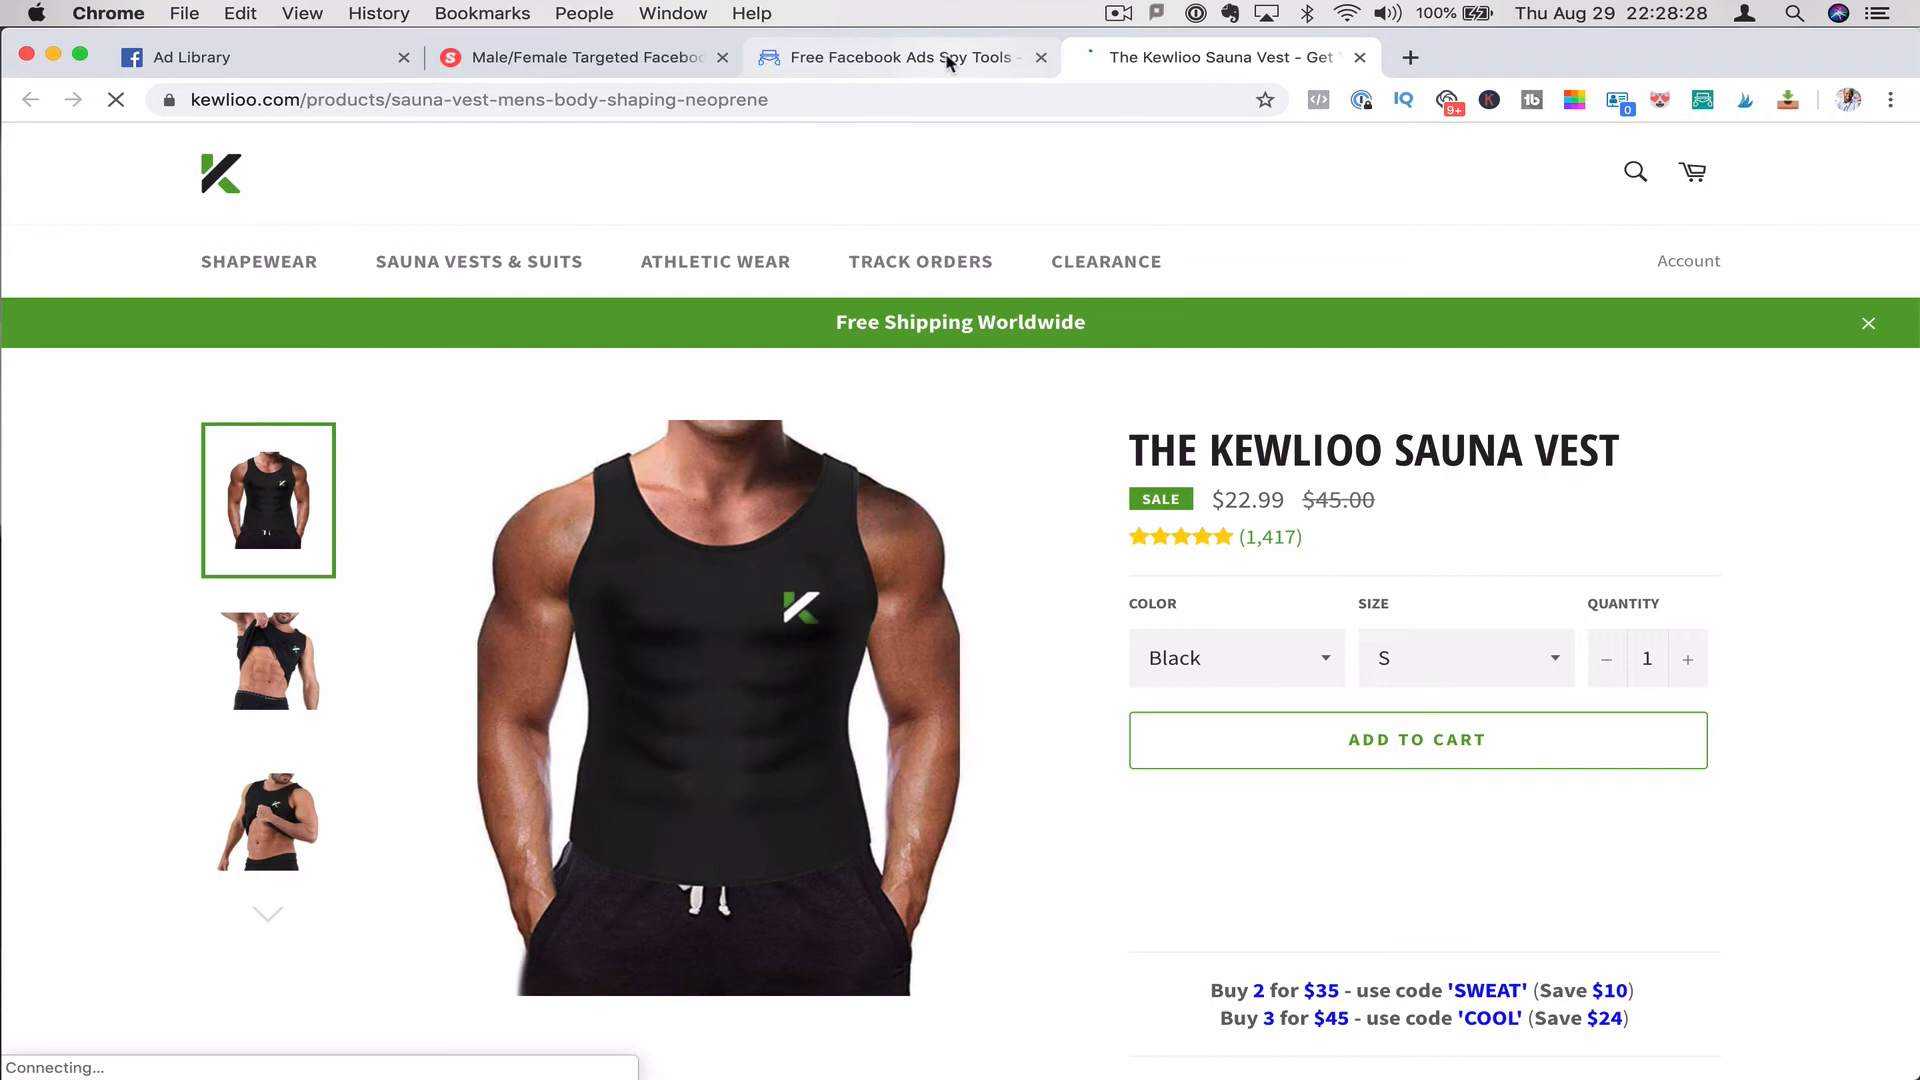 Chrome File Edit View History Bookmarks People Window Help 100% Thu Aug 29 22:28:28
Ad Library Male/Female Targeted Facebo Free Facebook Ads Spy Tools - The Kewlioo Sauna Vest - Get
kewlioo.com/products/sauna-vest-mens-body-shaping-neoprene
IQ 9+ K 1b 0
K
SHAPEWEAR SAUNA VESTS & SUITS ATHLETIC WEAR TRACK ORDERS CLEARANCE Account
Free Shipping Worldwide
THE KEWLIOO SAUNA VEST
SALE $22.99 $45.00
(1,417)
COLOR SIZE QUANTITY
Black S − 1 +
ADD TO CART
Buy 2 for $35 - use code 'SWEAT' (Save $10)
Buy 3 for $45 - use code 'COOL' (Save $24)
Connecting...